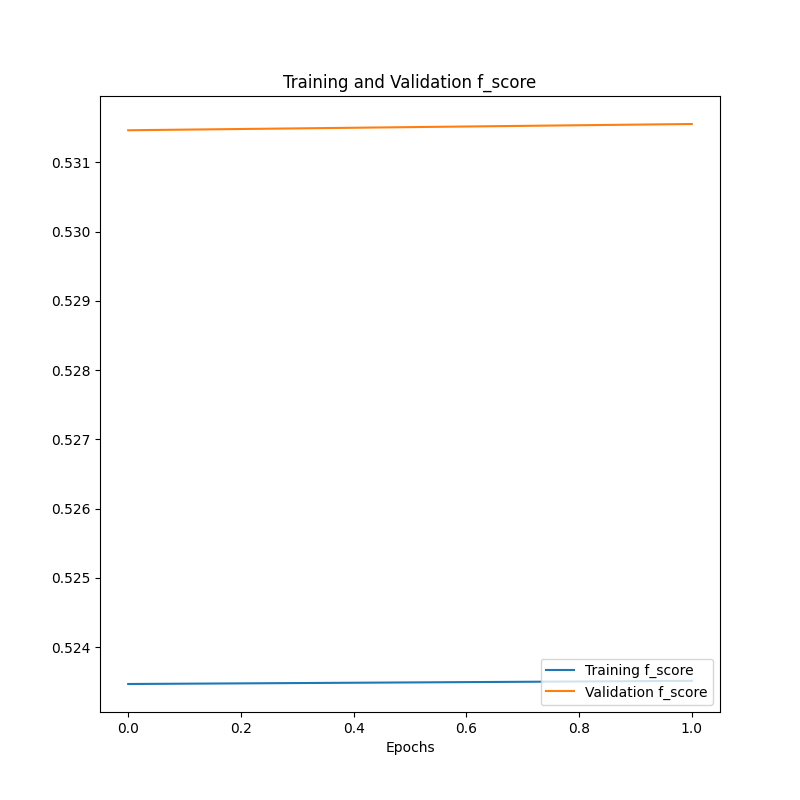 Training and Validation f_score
0.531
0.530
0.529
0.528
0.527
0.526
0.525
0.524
Training f_score
Validation f_score
0.0 0.2 0.4 0.6 0.8 1.0
Epochs